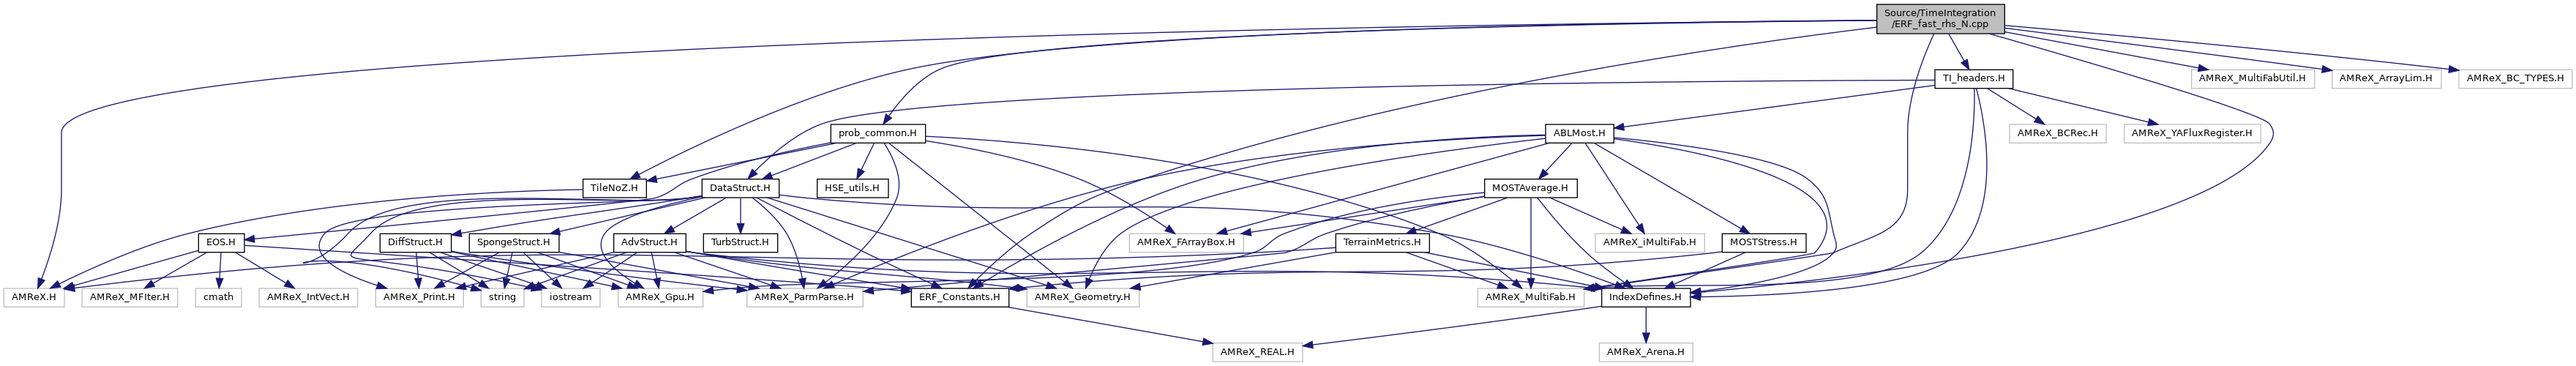 Source/TimeIntegration
/ERF_fast_rhs_N.cpp
TI_headers.H
AMReX_MultiFabUtil.H
AMReX_ArrayLim.H
AMReX_BC_TYPES.H
prob_common.H
ABLMost.H
AMReX_BCRec.H
AMReX_YAFluxRegister.H
TileNoZ.H
DataStruct.H
HSE_utils.H
MOSTAverage.H
EOS.H
DiffStruct.H
SpongeStruct.H
AdvStruct.H
TurbStruct.H
AMReX_FArrayBox.H
TerrainMetrics.H
AMReX_iMultiFab.H
MOSTStress.H
AMReX.H
AMReX_MFIter.H
cmath
AMReX_IntVect.H
AMReX_Print.H
string
iostream
AMReX_Gpu.H
AMReX_ParmParse.H
ERF_Constants.H
AMReX_Geometry.H
AMReX_MultiFab.H
IndexDefines.H
AMReX_REAL.H
AMReX_Arena.H